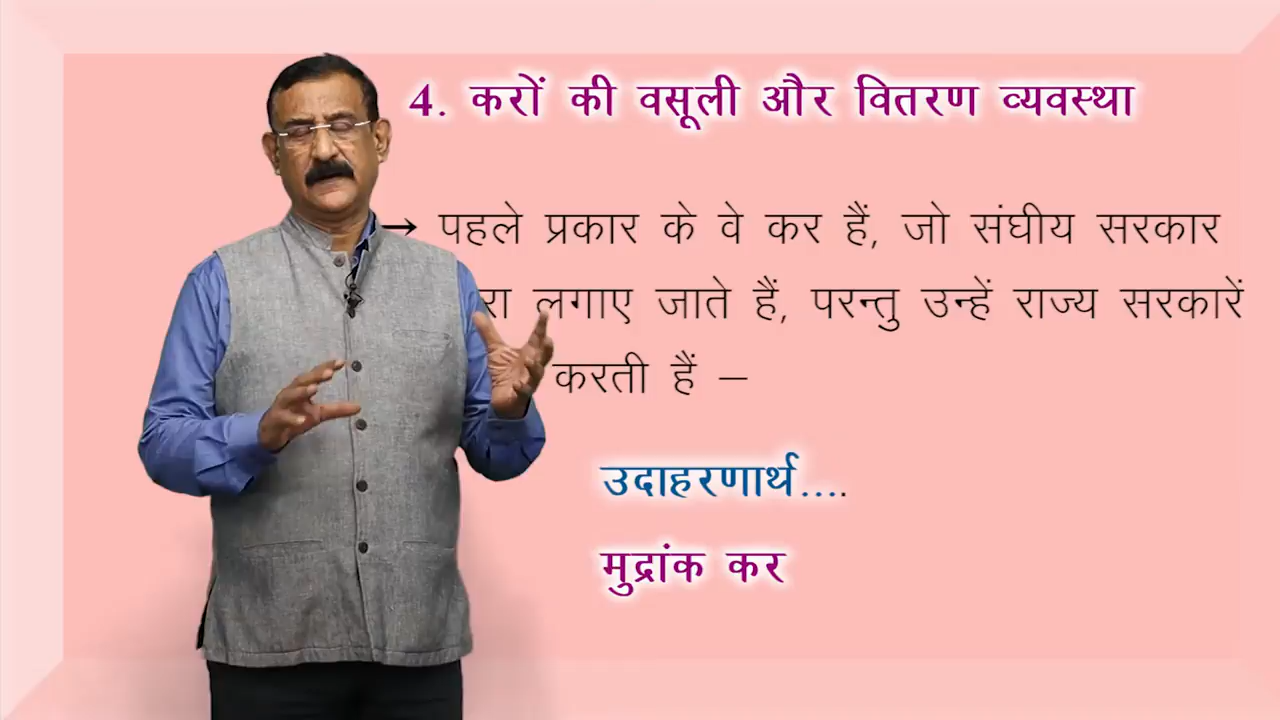 4. करों की वसूली और वितरण व्यवस्था
→ पहले प्रकार के वे कर हैं, जो संघीय सरकार
लगाए जाते हैं, परन्तु उन्हें राज्य सरकारें
करती हैं –
उदाहरणार्थ....
मुद्रांक कर